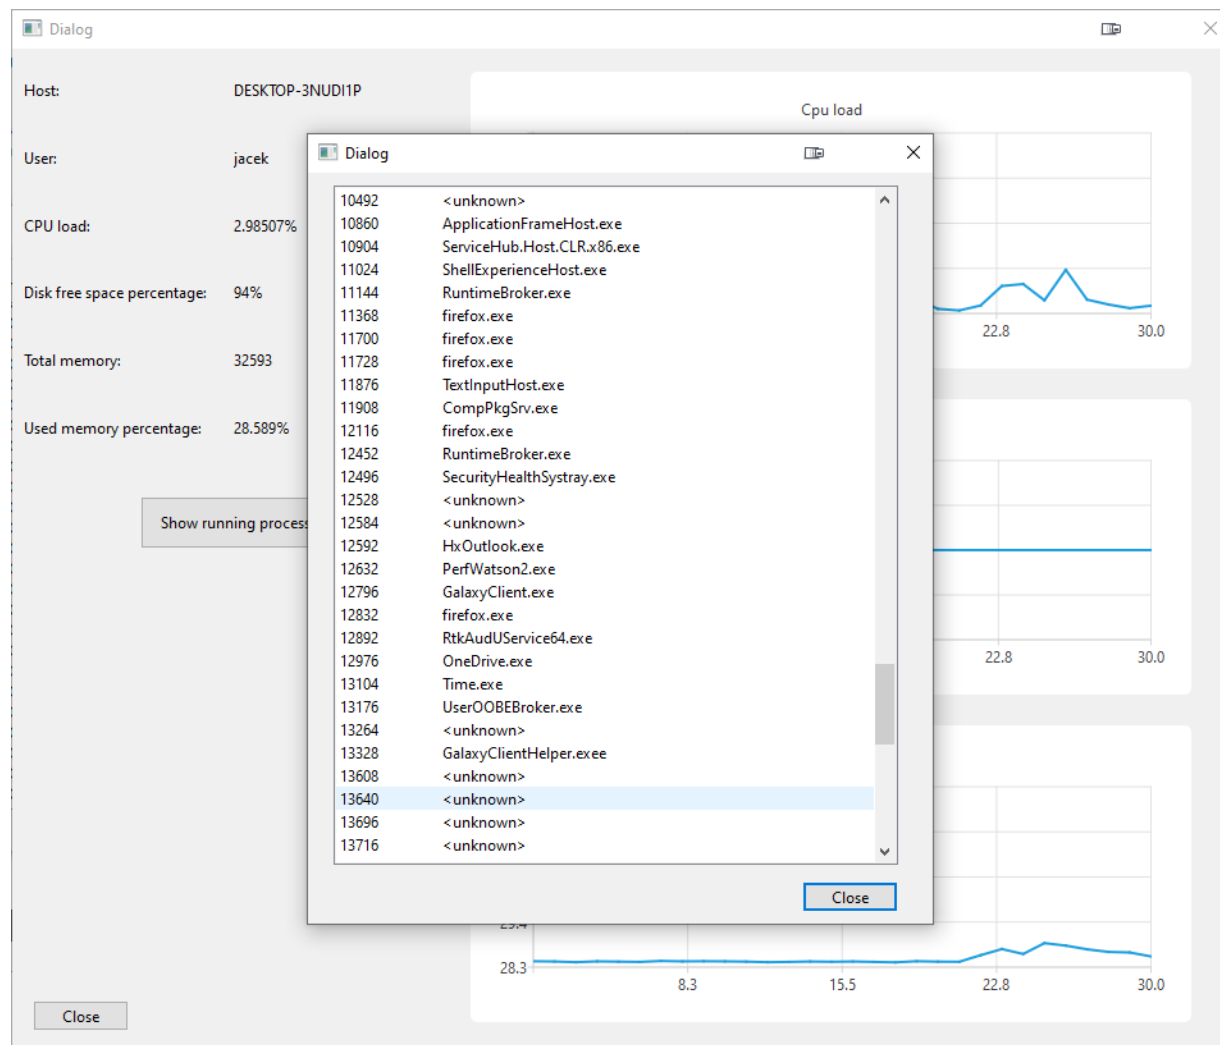 Dialog
Host: DESKTOP-3NUDI1P
User: jacek
CPU load: 2.98507%
Disk free space percentage: 94%
Total memory: 32593
Used memory percentage: 28.589%
Show running process
Close
Cpu load
22.8 30.0
22.8 30.0
28.3
8.3 15.5 22.8 30.0
Dialog
10492 <unknown>
10860 ApplicationFrameHost.exe
10904 ServiceHub.Host.CLR.x86.exe
11024 ShellExperienceHost.exe
11144 RuntimeBroker.exe
11368 firefox.exe
11700 firefox.exe
11728 firefox.exe
11876 TextInputHost.exe
11908 CompPkgSrv.exe
12116 firefox.exe
12452 RuntimeBroker.exe
12496 SecurityHealthSystray.exe
12528 <unknown>
12584 <unknown>
12592 HxOutlook.exe
12632 PerfWatson2.exe
12796 GalaxyClient.exe
12832 firefox.exe
12892 RtkAudUService64.exe
12976 OneDrive.exe
13104 Time.exe
13176 UserOOBEBroker.exe
13264 <unknown>
13328 GalaxyClientHelper.exee
13608 <unknown>
13640 <unknown>
13696 <unknown>
13716 <unknown>
Close